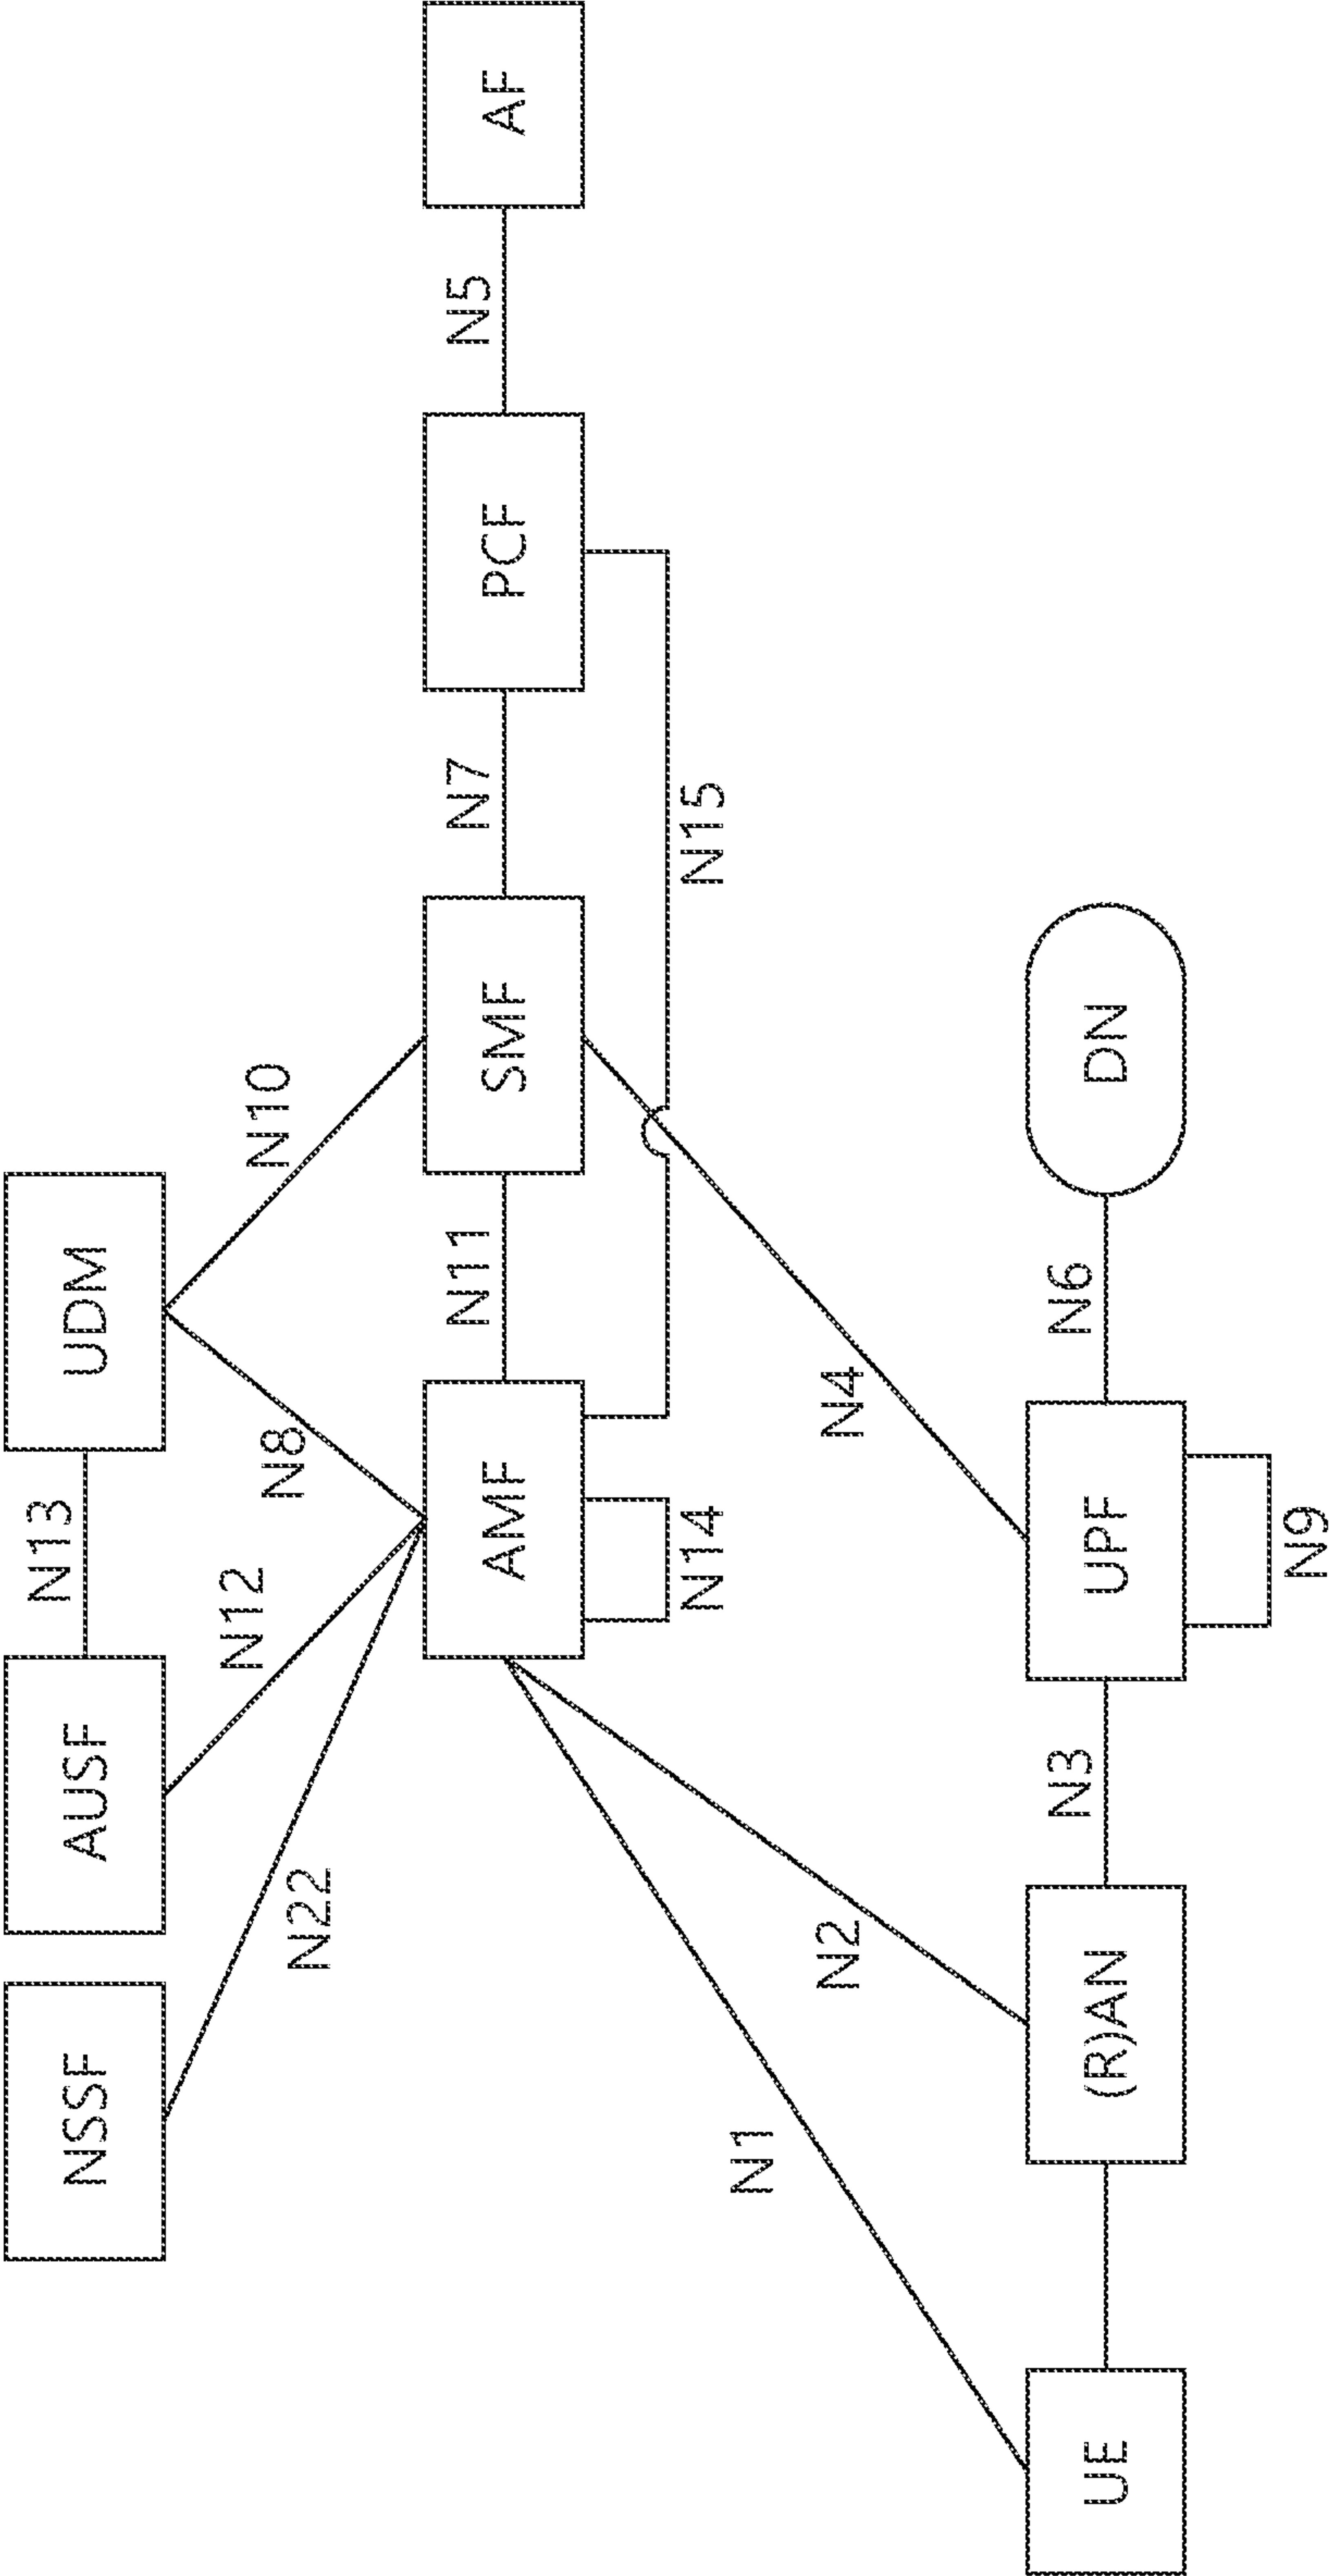 NSSF
AUSF
N13
UDM
N22
N12
N8
N10
AMF
N11
SMF
N7
PCF
N5
AF
N14
N15
N1
N2
N4
UE
(R)AN
N3
UPF
N6
DN
N9